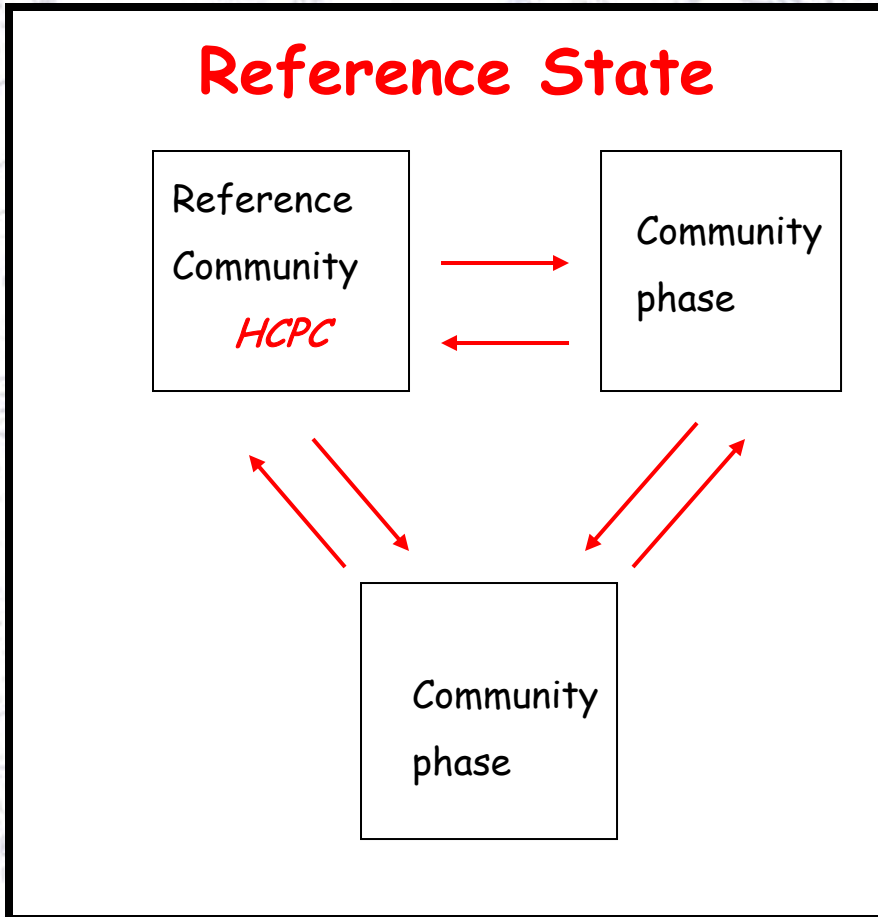 Reference State
Reference
Community
HCPC
Community
phase
Community
phase